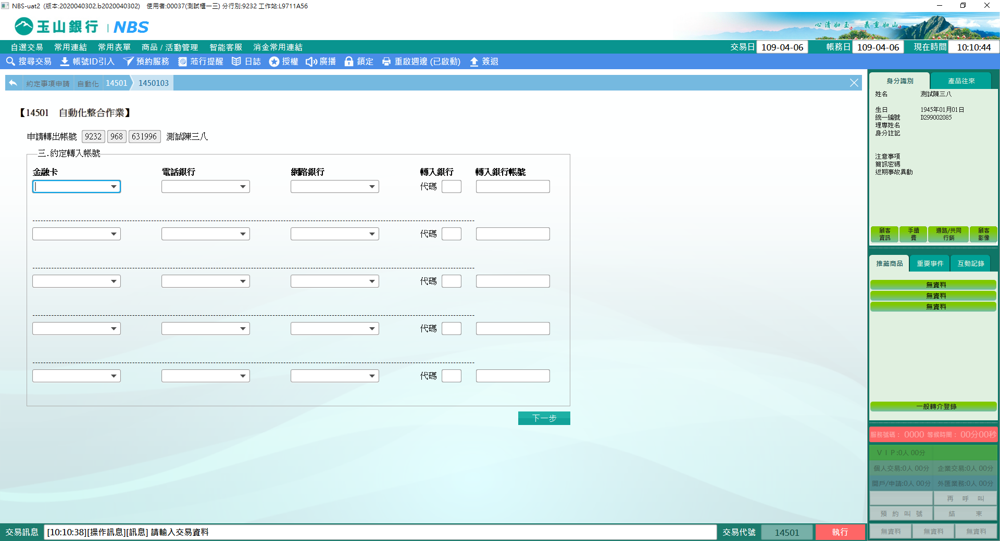 NBS-uat2 (版本:2020040302.b2020040302) 使用者:00037(測試櫃一三) 分行別:9232 工作站:L9711A56
玉山銀行 | NBS
心清如玉。 義重如山。
自選交易 常用連結 常用表單 商品 / 活動管理 智能客服 消金常用連結
交易日 109-04-06 帳務日 109-04-06 現在時間 10:10:44
搜尋交易 帳號ID引入 預約服務 蒞行提醒 日誌 授權 廣播 鎖定 重啟週邊 (已啟動) 簽退
約定事項申請 自動化 14501 1450103
【14501 自動化整合作業】
申請轉出帳號 9232 968 631996 測試陳三八
三.約定轉入帳號
金融卡 電話銀行 網路銀行 轉入銀行 轉入銀行帳號
代碼
代碼
代碼
代碼
代碼
下一步
身分識別 產品往來
姓名 測試陳三八
生日 1945年01月01日
統一編號 D299002085
理專姓名
身分註記
注意事項
簡訊密碼
近期事故異動
顧客資訊 手續費 通路/共同行銷 顧客影像
推薦商品 重要事件 互動記錄
無資料
無資料
無資料
一般轉介登錄
服務號碼： 0000 等候時間： 00分00秒
ＶＩＰ:0人 00分
個人交易:0人 00分 企業交易:0人 00分
開戶/申請:0人 00分 外匯業務:0人 00分
再 呼 叫
預 約 叫 號 結 束
無資料 無資料 無資料
交易訊息 [10:10:38][操作訊息][訊息] 請輸入交易資料
交易代號 14501 執行